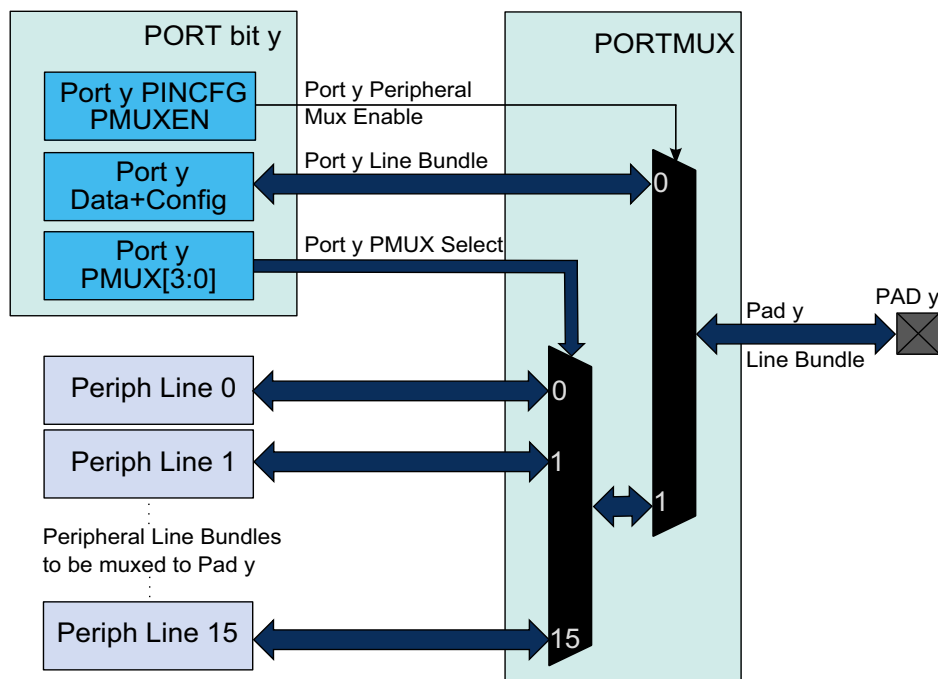 PORT bit y
PORTMUX
Port y PINCFG
PMUXEN
Port y Peripheral
Mux Enable
Port y
Data+Config
Port y Line Bundle
0
Port y
PMUX[3:0]
Port y PMUX Select
Pad y
Line Bundle
PAD y
Periph Line 0
0
Periph Line 1
1
1
Peripheral Line Bundles
to be muxed to Pad y
Periph Line 15
15